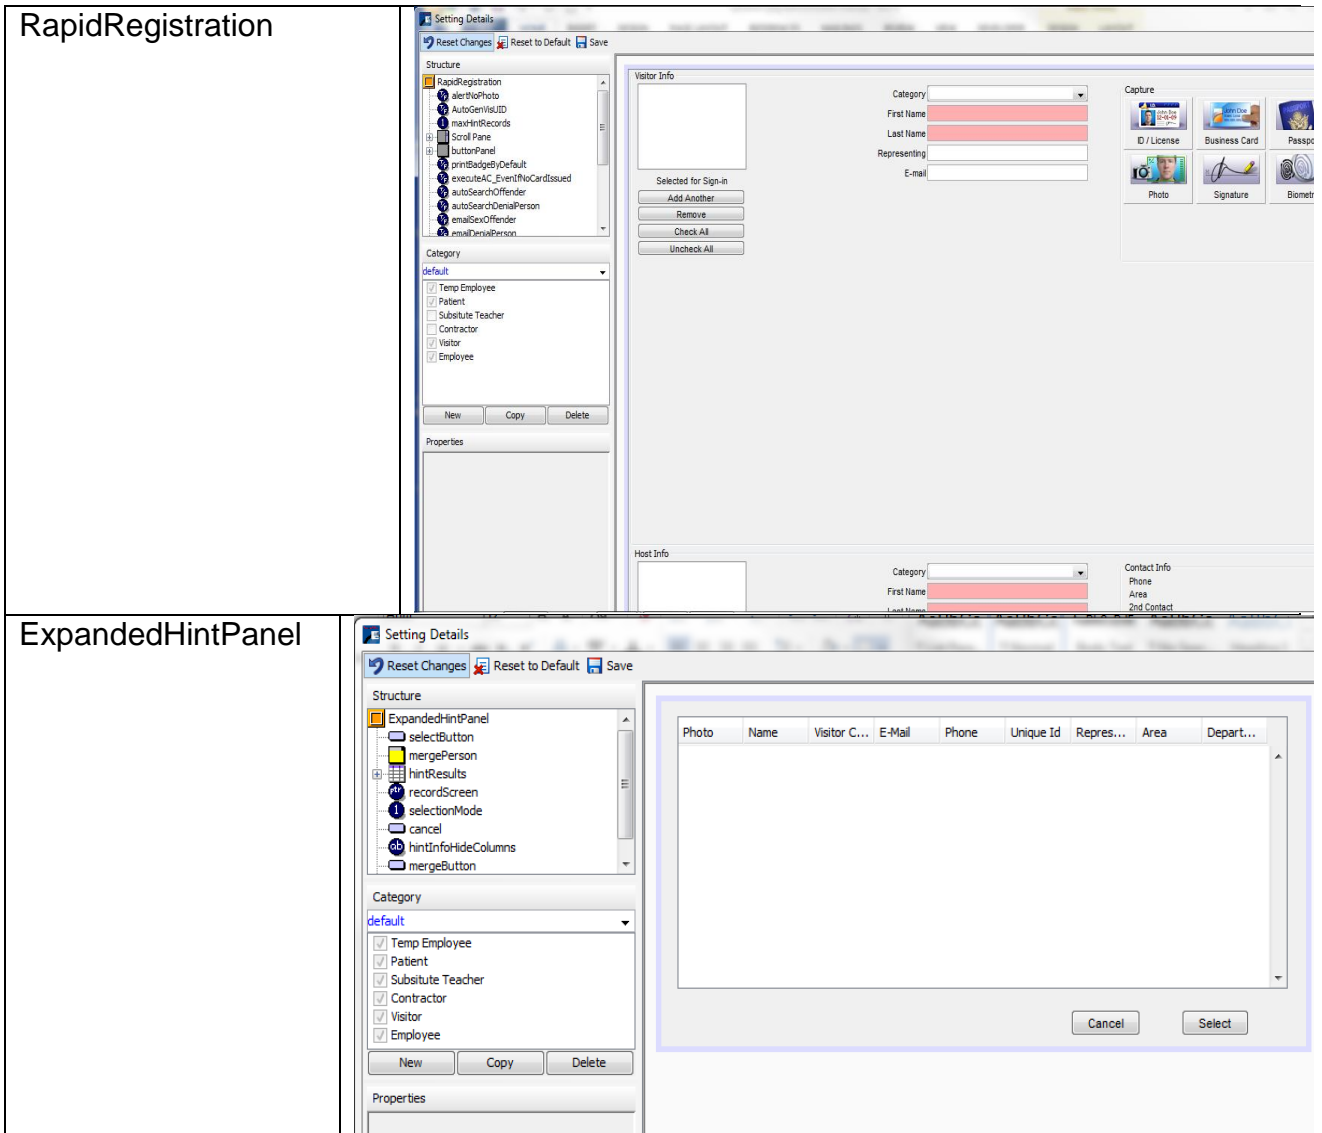 RapidRegistration
Setting Details
Reset Changes Reset to Default Save
Structure
RapidRegistration
alertNoPhoto
AutoGenVisUID
maxHintRecords
Scroll Pane
buttonPanel
printBadgeByDefault
executeAC_EvenIfNoCardIssued
autoSearchOffender
autoSearchDenialPerson
emailSexOffender
emailDenialPerson
Category
default
Temp Employee
Patient
Subsitute Teacher
Contractor
Visitor
Employee
New Copy Delete
Properties
Visitor Info
Selected for Sign-in
Add Another
Remove
Check All
Uncheck All
Category
First Name
Last Name
Representing
E-mail
Capture
ID / License Business Card Passpo
Photo Signature Biometr
Host Info
Category
First Name
Last Name
Contact Info
Phone
Area
2nd Contact
ExpandedHintPanel
Setting Details
Reset Changes Reset to Default Save
Structure
ExpandedHintPanel
selectButton
mergePerson
hintResults
recordScreen
selectionMode
cancel
hintInfoHideColumns
mergeButton
Category
default
Temp Employee
Patient
Subsitute Teacher
Contractor
Visitor
Employee
New Copy Delete
Properties
Photo Name Visitor C... E-Mail Phone Unique Id Repres... Area Depart...
Cancel Select